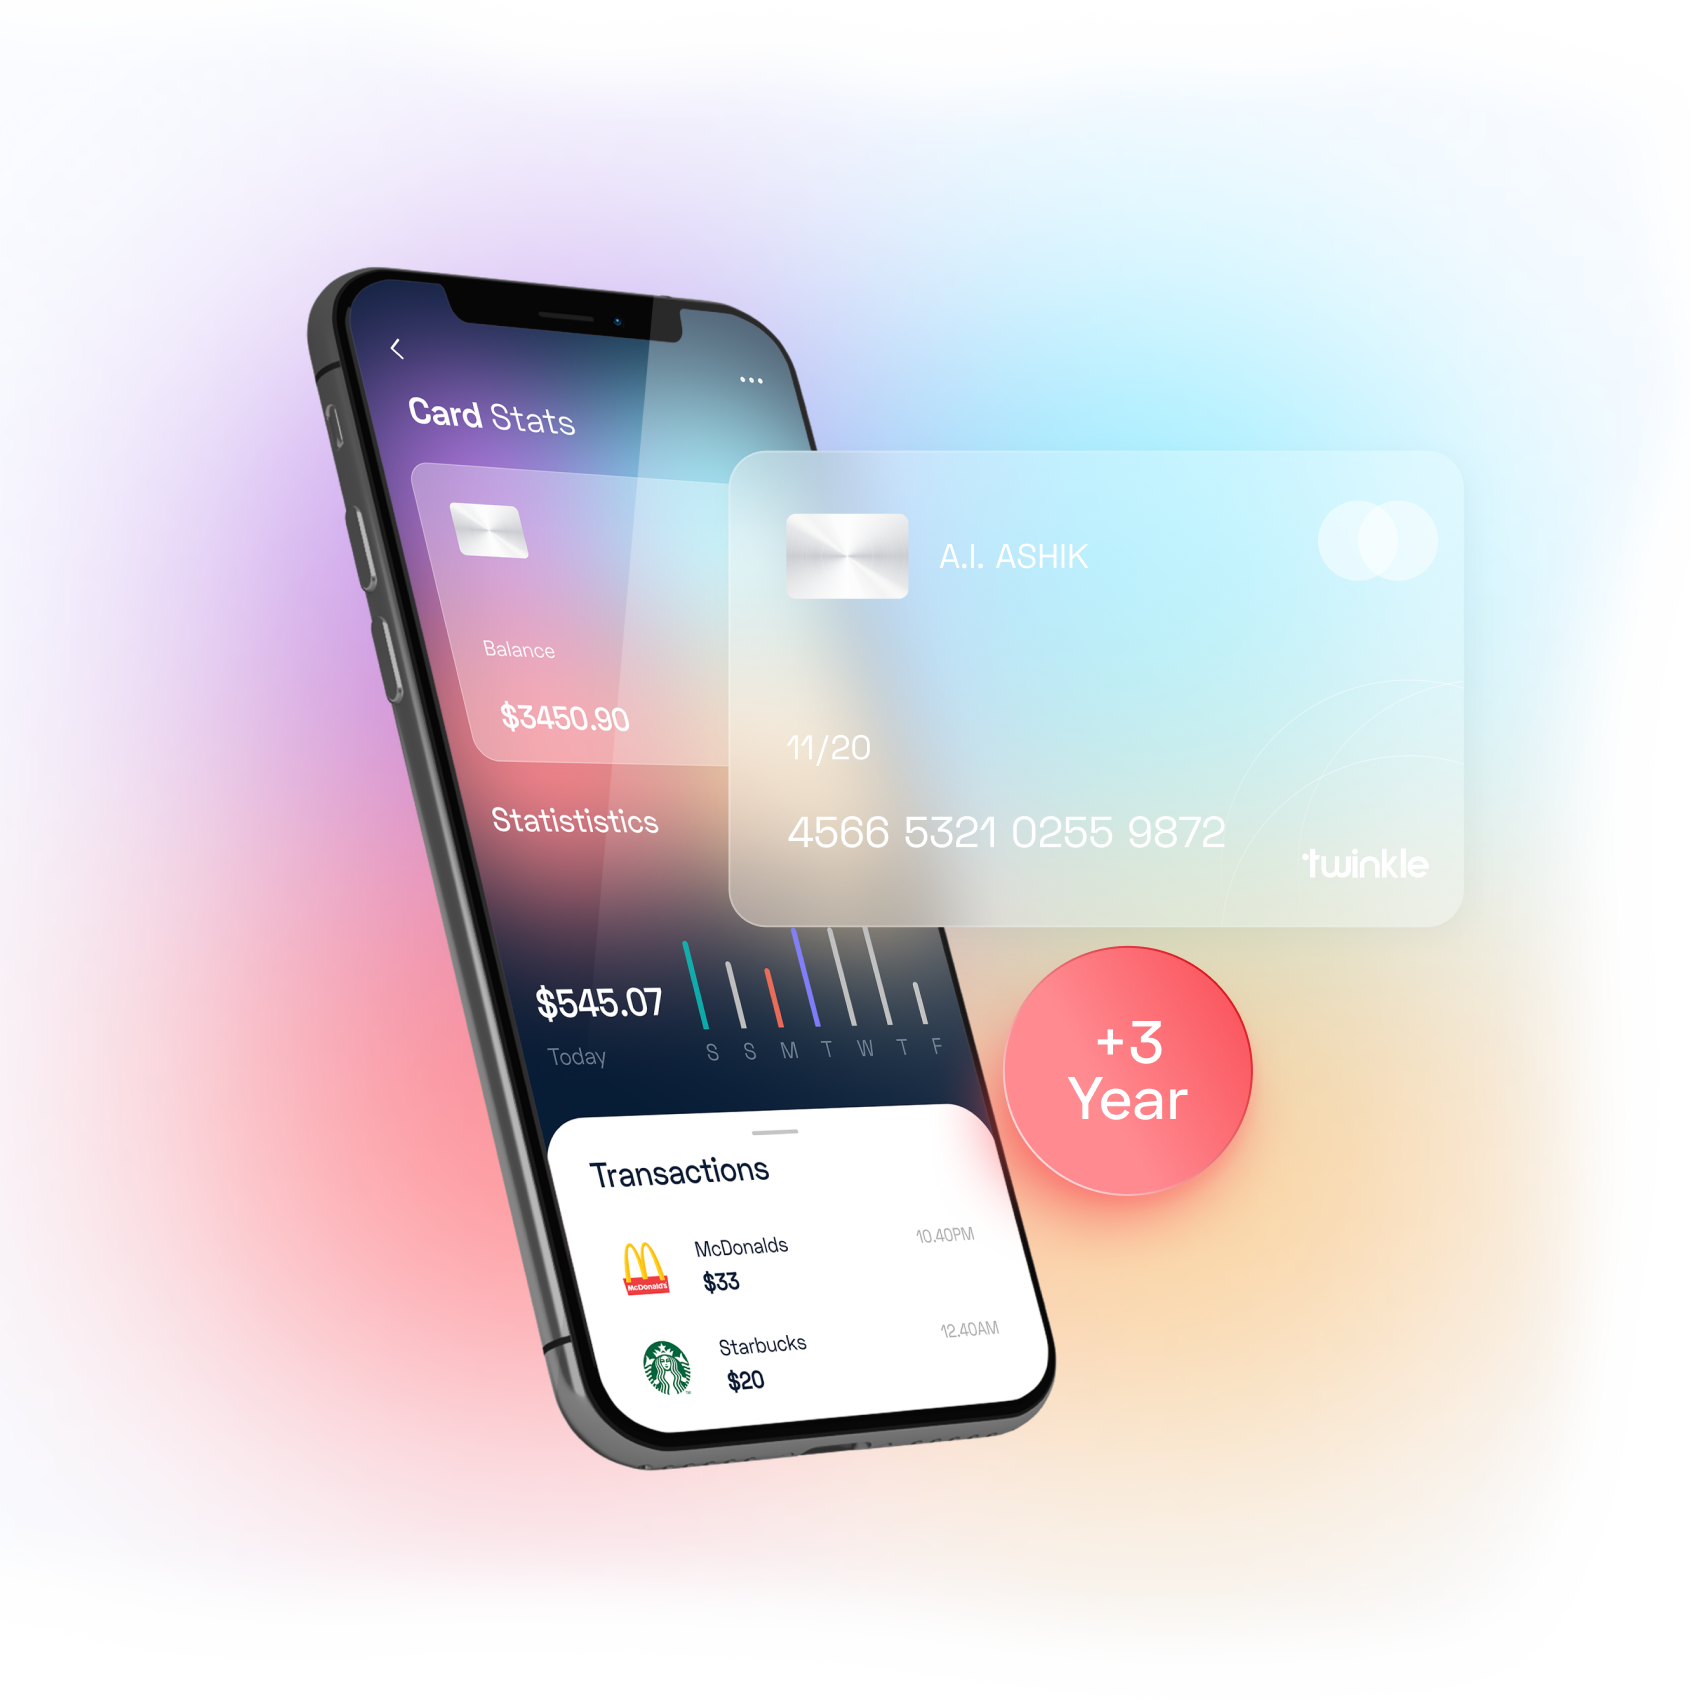 Card Stats
A.I. ASHIK
Balance
$3450.90
11/20
Statististics
4566 5321 0255 9872
twinkle
$545.07
Today
S S M T W T F
+3
Year
Transactions
McDonalds
10.40PM
$33
McDonald's
Starbucks
12.40AM
$20